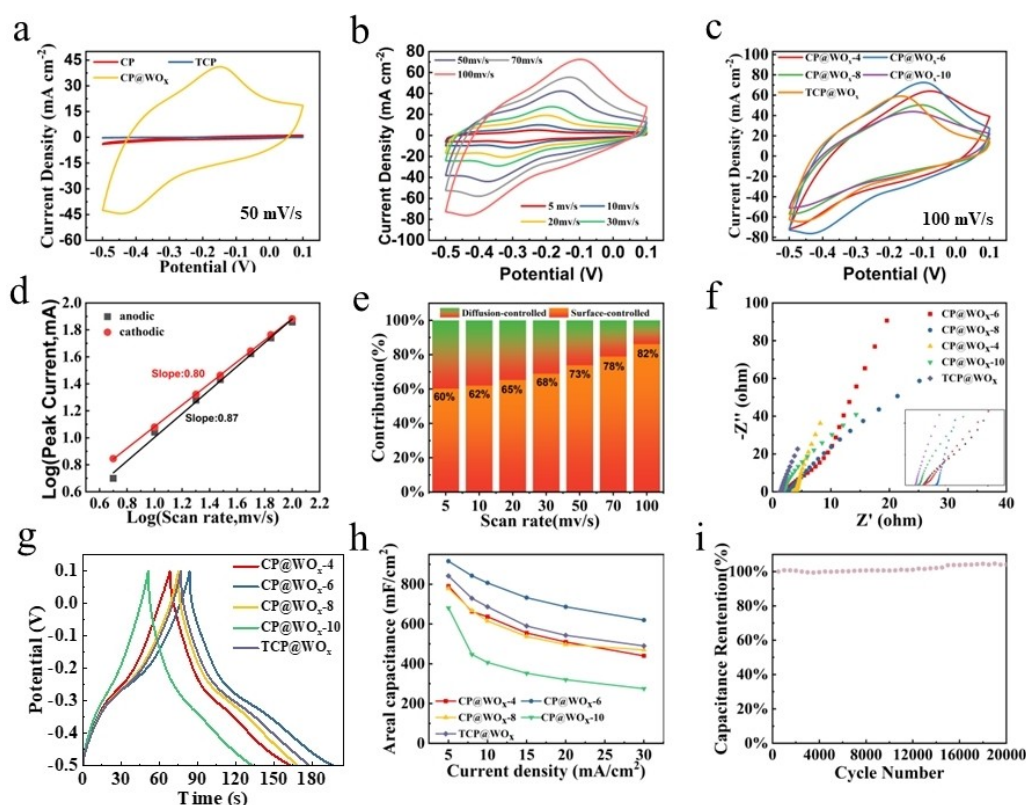 a
CP
TCP
CP@WOₓ
Current Density (mA cm⁻²)
45
30
15
0
-15
-30
-45
-60
50 mV/s
-0.5 -0.4 -0.3 -0.2 -0.1 0.0 0.1
Potential (V)
b
50mv/s 70mv/s
100mv/s
Current Density (mA cm⁻²)
80
60
40
20
0
-20
-40
-60
-80
C-100
5 mv/s 10mv/s
20mv/s 30mv/s
-0.5 -0.4 -0.3 -0.2 -0.1 0.0 0.1
Potential (V)
c
CP@WOₓ-4 CP@WOₓ-6
CP@WOₓ-8 CP@WOₓ-10
TCP@WOₓ
Current Density (mA cm⁻²)
100
80
60
40
20
0
-20
-40
-60
-80
100 mV/s
-0.5 -0.4 -0.3 -0.2 -0.1 0.0 0.1
Potential (V)
d
anodic
cathodic
Log(Peak Current,mA)
2.0
1.8
1.6
1.4
1.2
1.0
0.8
0.6
Slope:0.80
Slope:0.87
0.6 0.8 1.0 1.2 1.4 1.6 1.8 2.0 2.2
Log(Scan rate,mv/s)
e
Diffusion-controlled Surface-controlled
Contribution(%)
100%
80%
60%
40%
20%
0%
60% 62% 65% 68% 73% 78% 82%
5 10 20 30 50 70 100
Scan rate(mv/s)
f
CP@WOₓ-6
CP@WOₓ-8
CP@WOₓ-4
CP@WOₓ-10
TCP@WOₓ
-Z'' (ohm)
100
80
60
40
20
0
0 10 20 30 40
Z' (ohm)
g
CP@WOₓ-4
CP@WOₓ-6
CP@WOₓ-8
CP@WOₓ-10
TCP@WOₓ
Potential (V)
0.1
0.0
-0.1
-0.2
-0.3
-0.4
-0.5
0 30 60 90 120 150 180
Time (s)
h
Areal capacitance (mF/cm²)
800
600
400
200
0
CP@WOₓ-4 CP@WOₓ-6
CP@WOₓ-8 CP@WOₓ-10
TCP@WOₓ
5 10 15 20 25 30
Current density (mA/cm²)
i
Capacitance Rentention(%)
100%
80%
60%
40%
20%
0%
0 4000 8000 12000 16000 20000
Cycle Number